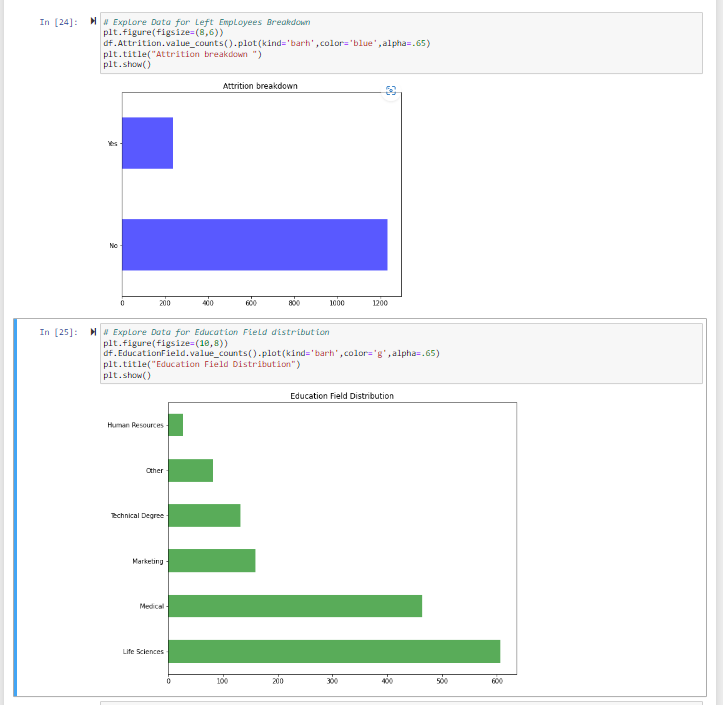 In [24]:
# Explore Data for Left Employees Breakdown
plt.figure(figsize=(8,6))
df.Attrition.value_counts().plot(kind='barh',color='blue',alpha=.65)
plt.title("Attrition breakdown ")
plt.show()
Attrition breakdown
Yes
No
0 200 400 600 800 1000 1200
In [25]:
# Explore Data for Education Field distribution
plt.figure(figsize=(10,8))
df.EducationField.value_counts().plot(kind='barh',color='g',alpha=.65)
plt.title("Education Field Distribution")
plt.show()
Education Field Distribution
Human Resources
Other
Technical Degree
Marketing
Medical
Life Sciences
0 100 200 300 400 500 600